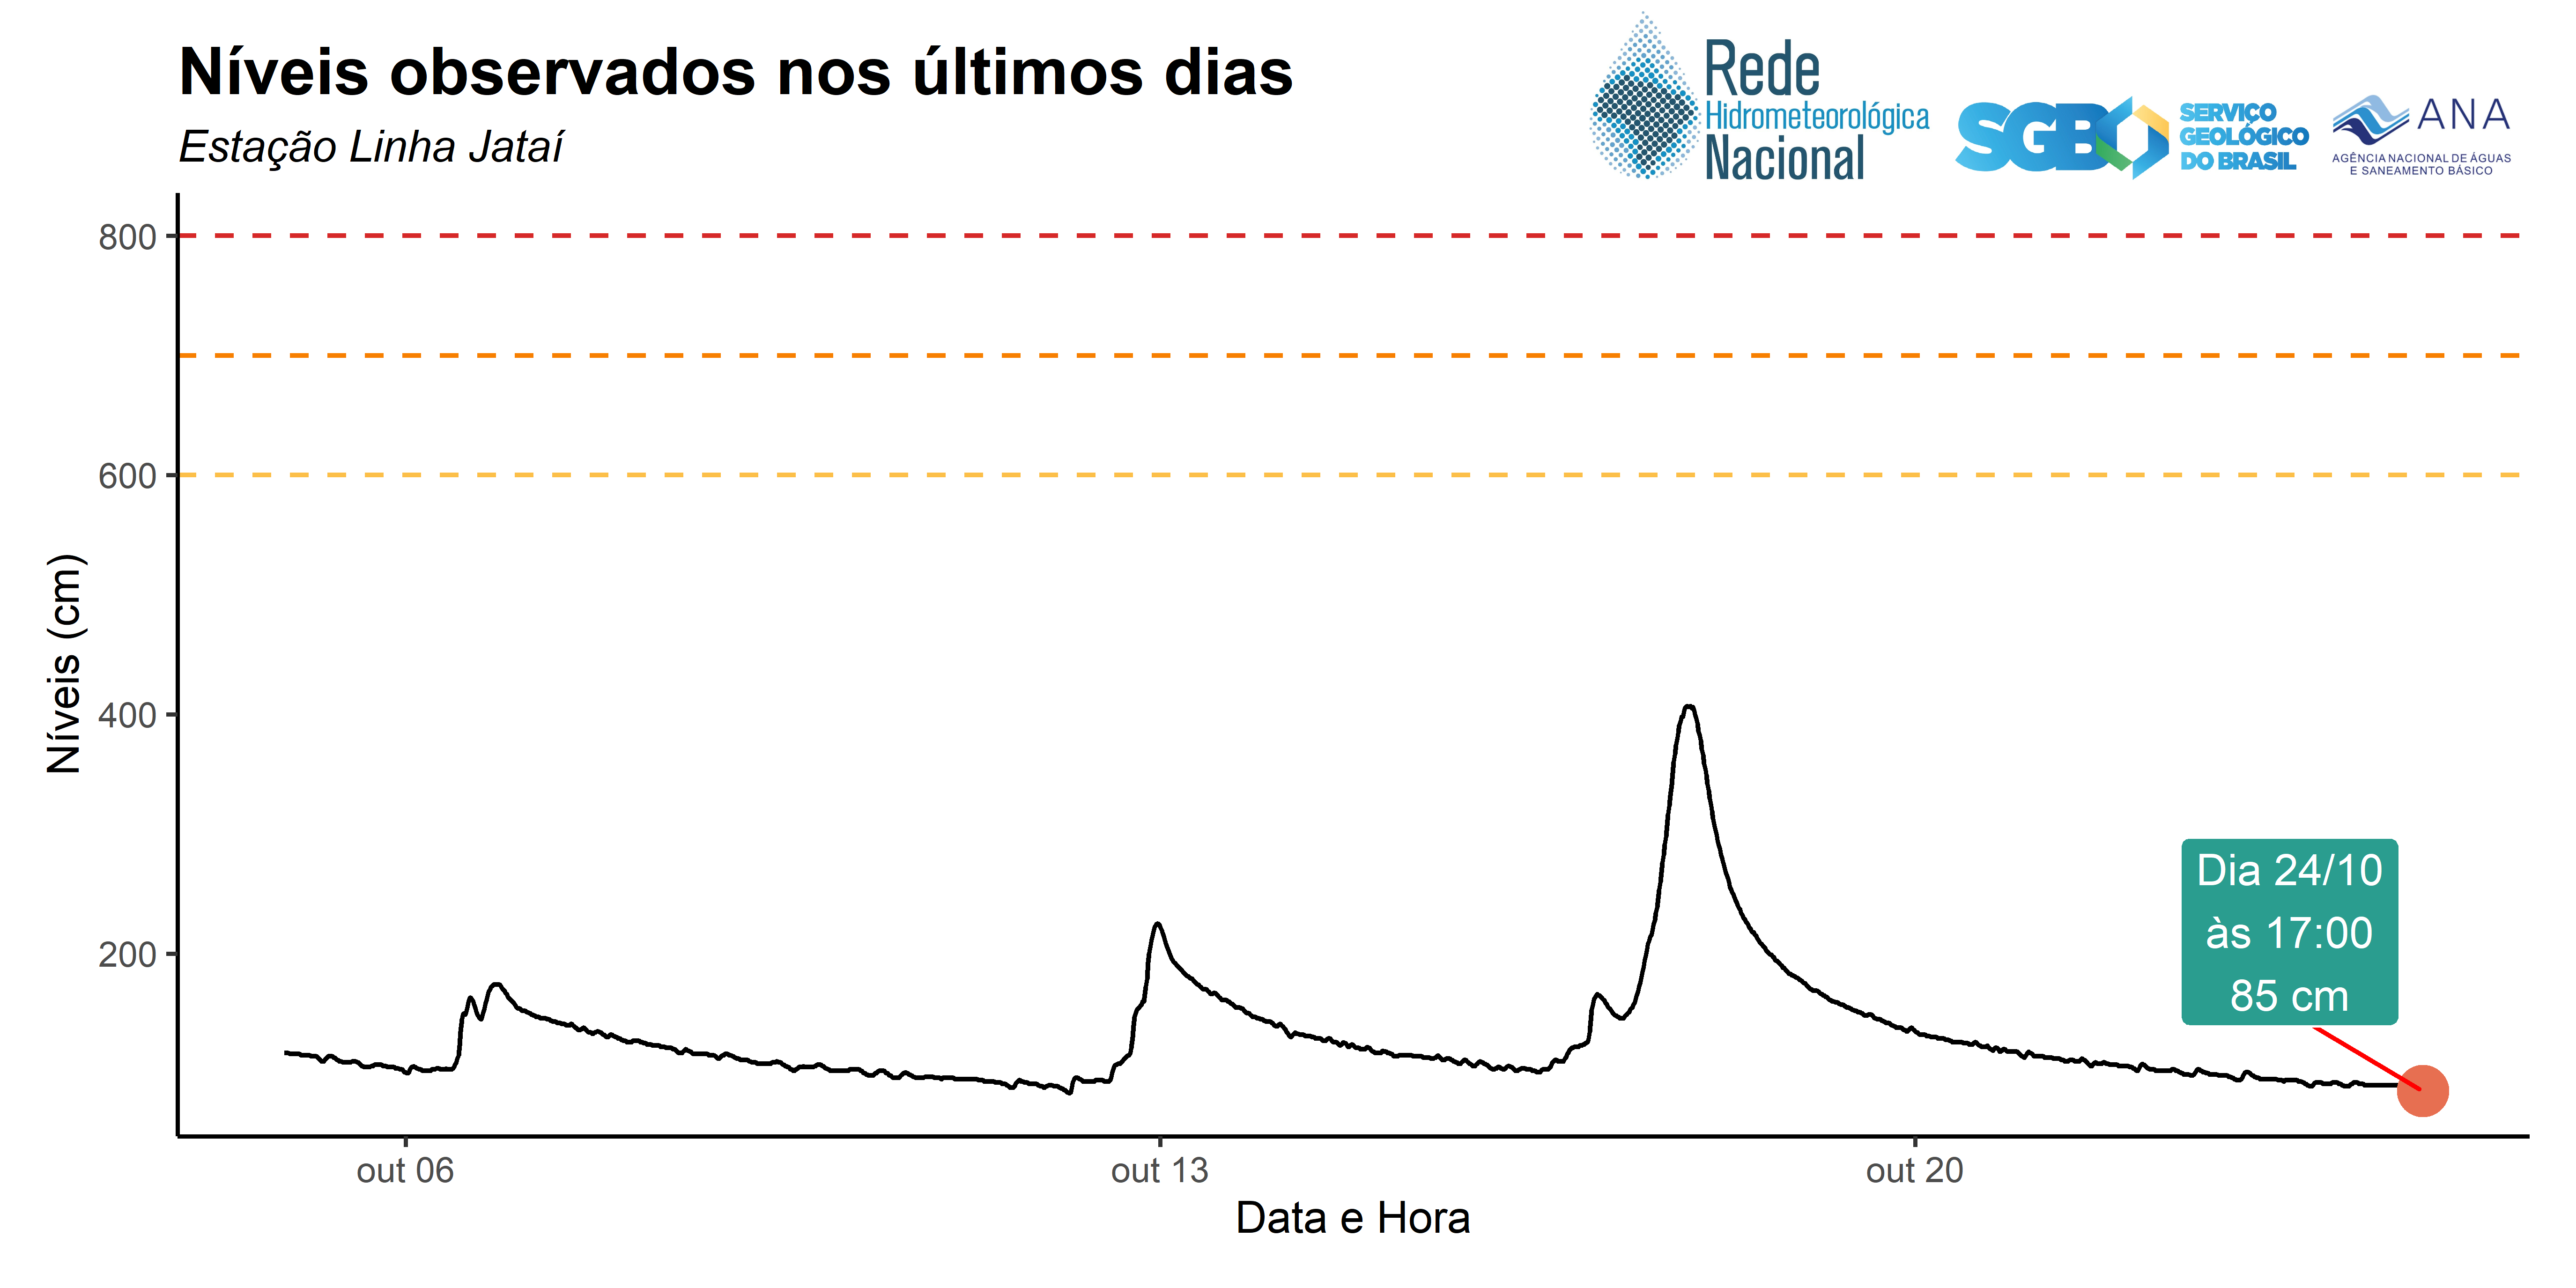 Níveis observados nos últimos dias
Estação Linha Jataí
Rede
Hidrometeorológica
Nacional
SGB
SERVIÇO
GEOLÓGICO
DO BRASIL
ANA
AGÊNCIA NACIONAL DE ÁGUAS
E SANEAMENTO BÁSICO
800
600
400
200
Níveis (cm)
Dia 24/10
às 17:00
85 cm
out 06
out 13
out 20
Data e Hora